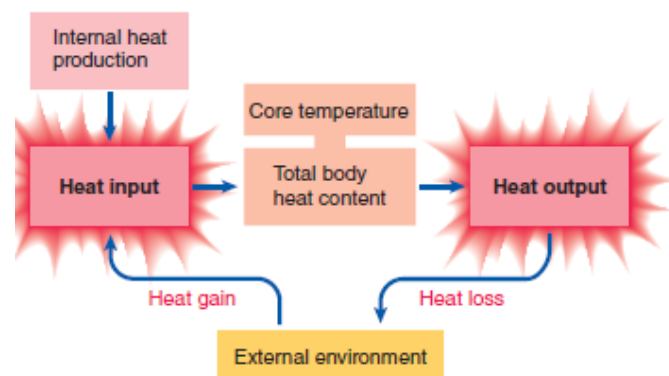 Internal heat
production
Core temperature
Heat input
Total body
heat content
Heat output
Heat gain
Heat loss
External environment